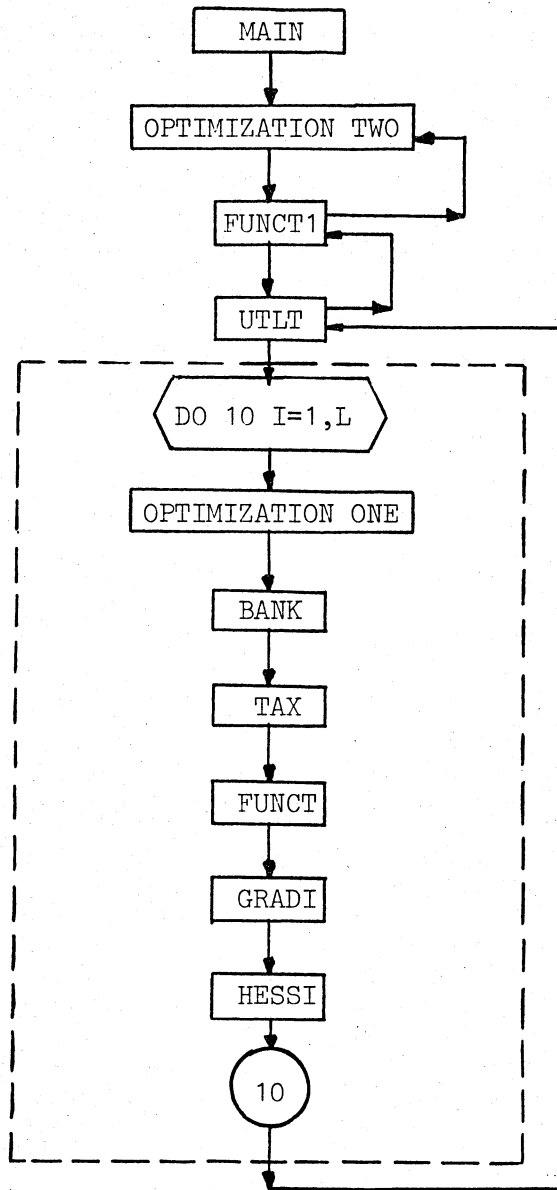 MAIN
OPTIMIZATION TWO
FUNCT1
UTLT
DO 10 I=1,L
OPTIMIZATION ONE
BANK
TAX
FUNCT
GRADI
HESSI
10